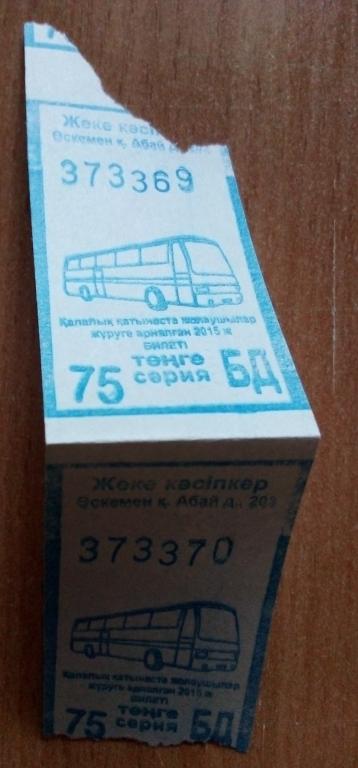 Жеке кәсіп
Өскемен қ. Абай д.
373369
Қалалық қатынаста жолаушылар
жүруге арналған 2015 ж
БИЛЕТІ
75 теңге серия БД
Жеке кәсіпкер
Өскемен қ. Абай д., 203
373370
Қалалық қатынаста жолаушылар
жүруге арналған 2015 ж
БИЛЕТІ
75 теңге серия БД